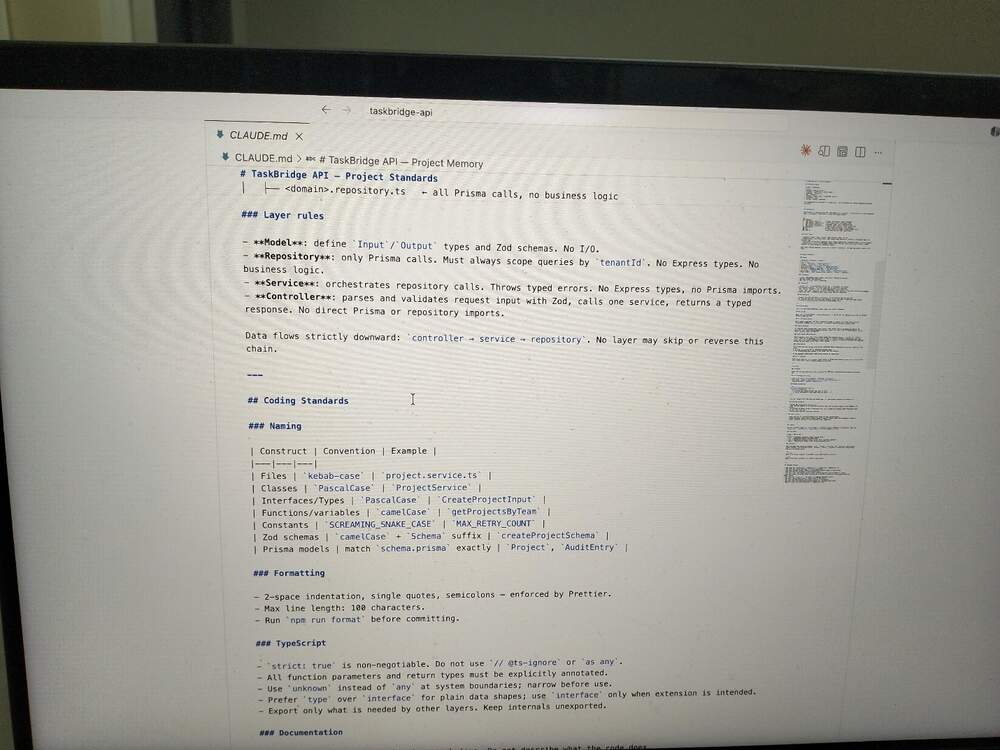 taskbridge-api
CLAUDE.md
CLAUDE.md > # TaskBridge API — Project Memory
# TaskBridge API — Project Standards
│   ├── <domain>.repository.ts   ← all Prisma calls, no business logic
### Layer rules
- **Model**: define `Input`/`Output` types and Zod schemas. No I/O.
- **Repository**: only Prisma calls. Must always scope queries by `tenantId`. No Express types. No
business logic.
- **Service**: orchestrates repository calls. Throws typed errors. No Express types, no Prisma imports.
- **Controller**: parses and validates request input with Zod, calls one service, returns a typed
response. No direct Prisma or repository imports.
Data flows strictly downward: `controller → service → repository`. No layer may skip or reverse this
chain.
---
## Coding Standards
### Naming
| Construct | Convention | Example |
|---|---|---|
| Files | `kebab-case` | `project.service.ts` |
| Classes | `PascalCase` | `ProjectService` |
| Interfaces/Types | `PascalCase` | `CreateProjectInput` |
| Functions/variables | `camelCase` | `getProjectsByTeam` |
| Constants | `SCREAMING_SNAKE_CASE` | `MAX_RETRY_COUNT` |
| Zod schemas | `camelCase` + `Schema` suffix | `createProjectSchema` |
| Prisma models | match `schema.prisma` exactly | `Project`, `AuditEntry` |
### Formatting
- 2-space indentation, single quotes, semicolons — enforced by Prettier.
- Max line length: 100 characters.
- Run `npm run format` before committing.
### TypeScript
- `strict: true` is non-negotiable. Do not use `// @ts-ignore` or `as any`.
- All function parameters and return types must be explicitly annotated.
- Use `unknown` instead of `any` at system boundaries; narrow before use.
- Prefer `type` over `interface` for plain data shapes; use `interface` only when extension is intended.
- Export only what is needed by other layers. Keep internals unexported.
### Documentation
not describe what the code does